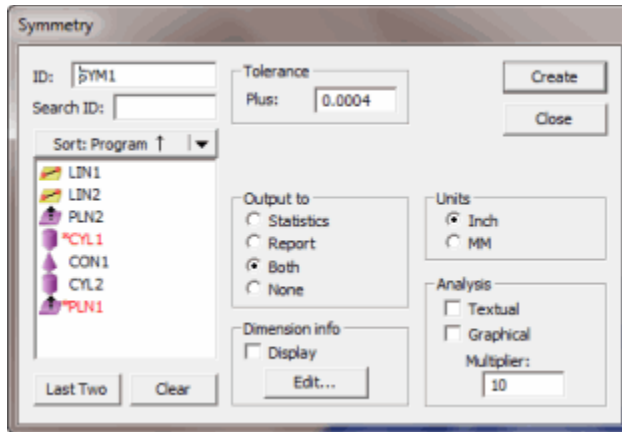 Symmetry
ID: SYM1
Search ID:
Sort: Program ↑
LIN1
LIN2
PLN2
*CYL1
CON1
CYL2
*PLN1
Last Two
Clear
Tolerance
Plus: 0.0004
Output to
Statistics
Report
Both
None
Dimension info
Display
Edit...
Create
Close
Units
Inch
MM
Analysis
Textual
Graphical
Multiplier:
10